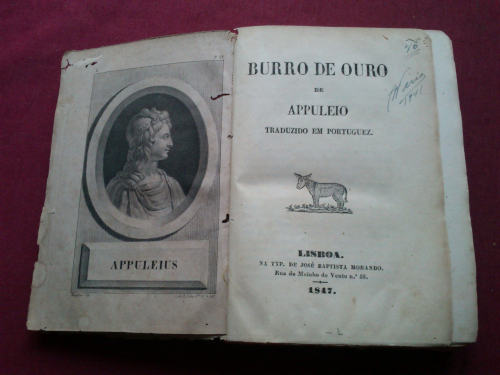 APPULEIUS
BURRO DE OURO
DE
APPULEIO
TRADUZIDO EM PORTUGUEZ.
LISBOA.
NA TYP. DE JOSÉ BAPTISTA MORANDO.
Rua do Moinho de Vento n.º 59.
1847.